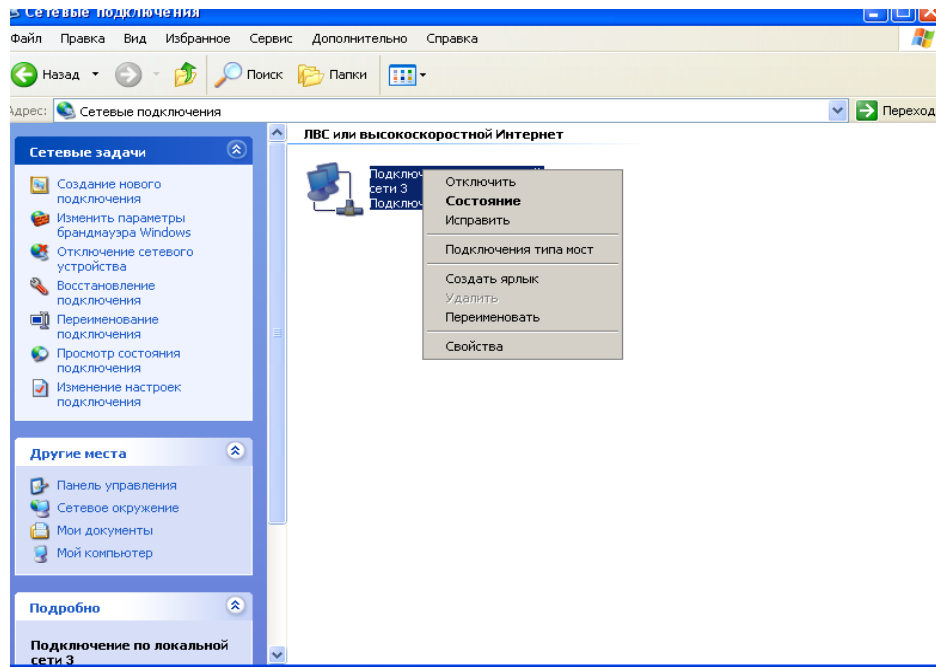 Сетевые подключения
Файл Правка Вид Избранное Сервис Дополнительно Справка
Назад Поиск Папки
Адрес: Сетевые подключения Переход
Сетевые задачи
Создание нового
подключения
Изменить параметры
брандмауэра Windows
Отключение сетевого
устройства
Восстановление
подключения
Переименование
подключения
Просмотр состояния
подключения
Изменение настроек
подключения
Другие места
Панель управления
Сетевое окружение
Мои документы
Мой компьютер
Подробно
Подключение по локальной
сети 3
ЛВС или высокоскоростной Интернет
сети 3
Отключить
Состояние
Исправить
Подключения типа мост
Создать ярлык
Удалить
Переименовать
Свойства